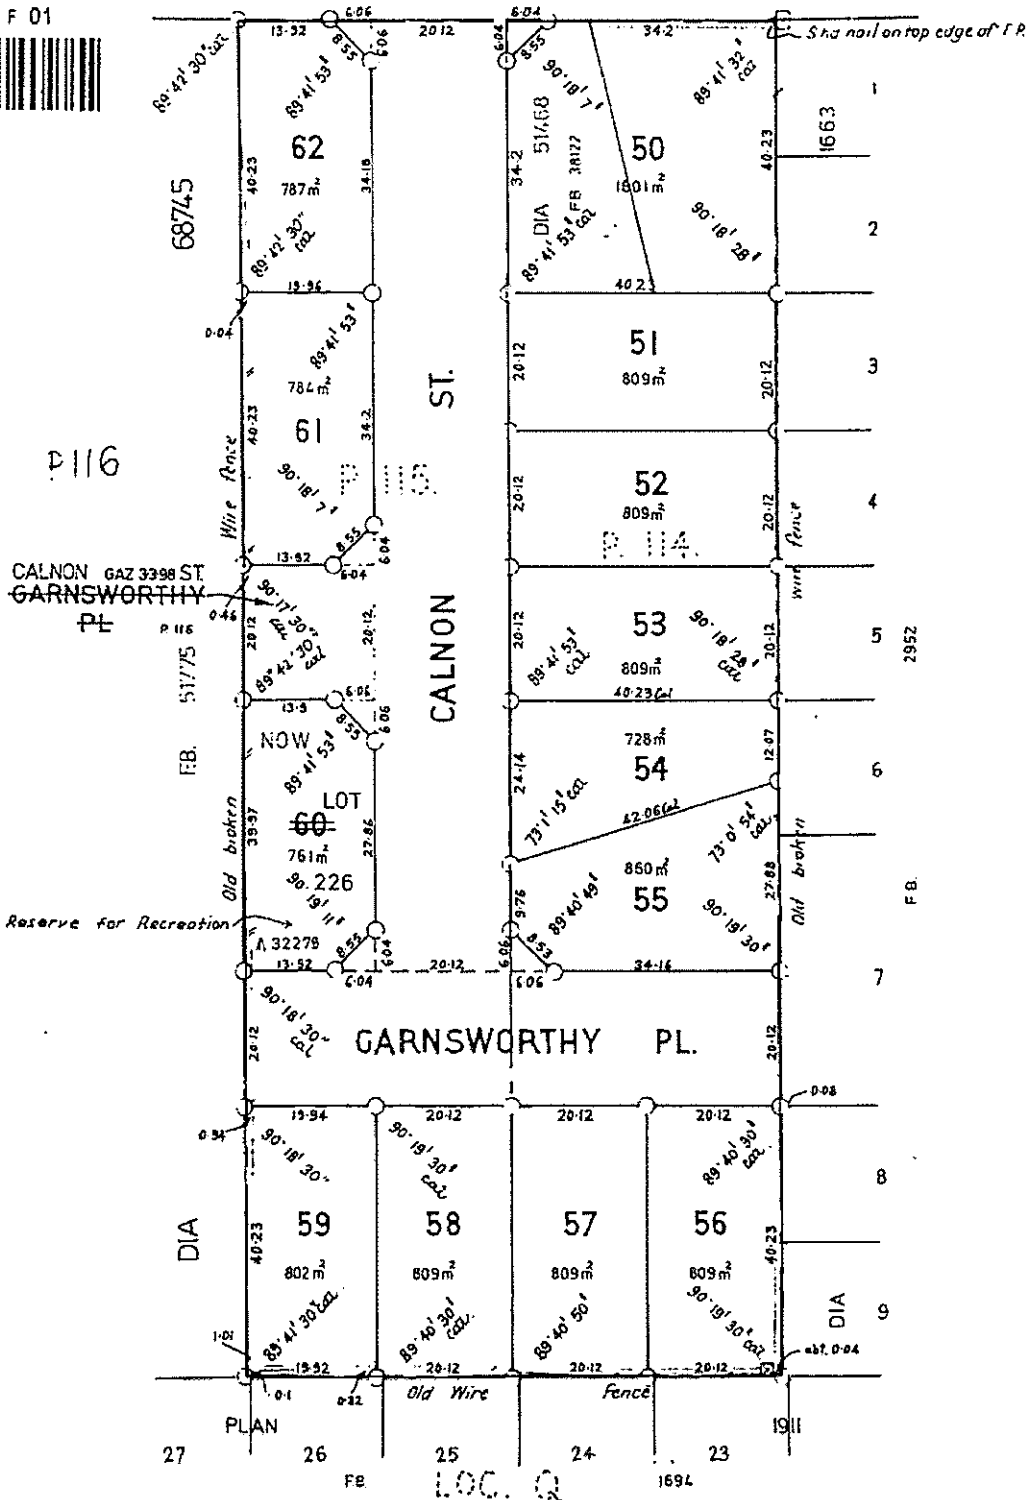 F 01
6.06
6.04
13.92
8.55
6.06
20.12
6.04
8.55
34.2
Std nail on top edge of F.P.
89°42'30" cal
89°41'53"
90°18'7"
89°41'32" cal
1
62
787m²
40.23
34.18
34.2
DIA 51468
FB 38127
50
1801m²
40.23
1663
68745
89°42'30" cal
89°41'53" cal
90°18'28"
2
19.96
40.23
0.04
89°41'53"
784m²
61
40.23
34.2
ST.
20.12
51
809m²
20.12
3
P116
Wire fence
90°18'7"
P. 115.
20.12
52
809m²
20.12
4
P. 114.
wire fence
13.92
8.55
6.04
6.04
CALNON GAZ 3398 ST.
GARNSWORTHY
PL
P. 116
0.46
20.12
90°17'30" cal
89°42'30" cal
20.12
CALNON
20.12
89°41'53" cal
53
809m²
90°18'28" cal
20.12
5
2952
40.23 Cal
51775
F.B.
13.9
6.06
8.55
6.06
NOW
89°41'53"
LOT
60
761m²
226
90°19'11"
39.97
27.86
Old broken
24.14
728m²
54
12.07
6
73°1'15" cal
42.06 Cal
73°0'54" cal
860m²
55
9.76
89°40'49"
90°19'30"
27.88
Old broken
F.B.
Reserve for Recreation
A 32279
13.92
8.55
6.04
6.04
20.12
6.06
8.53
6.06
34.16
7
90°18'30" cal
20.12
GARNSWORTHY PL.
20.12
0.08
19.94
20.12
20.12
20.12
0.94
90°18'30"
90°19'30" cal
89°40'30" cal
8
DIA
40.23
59
802m²
58
809m²
57
809m²
56
809m²
40.23
DIA
9
89°41'30" cal
89°40'30" cal
89°40'50"
90°19'30" cal
abt. 0.04
1.01
19.92
20.12
20.12
20.12
0.1
0.22
Old Wire Fence
PLAN
1911
27
26
25
24
23
F.B.
LOC. Q
1694